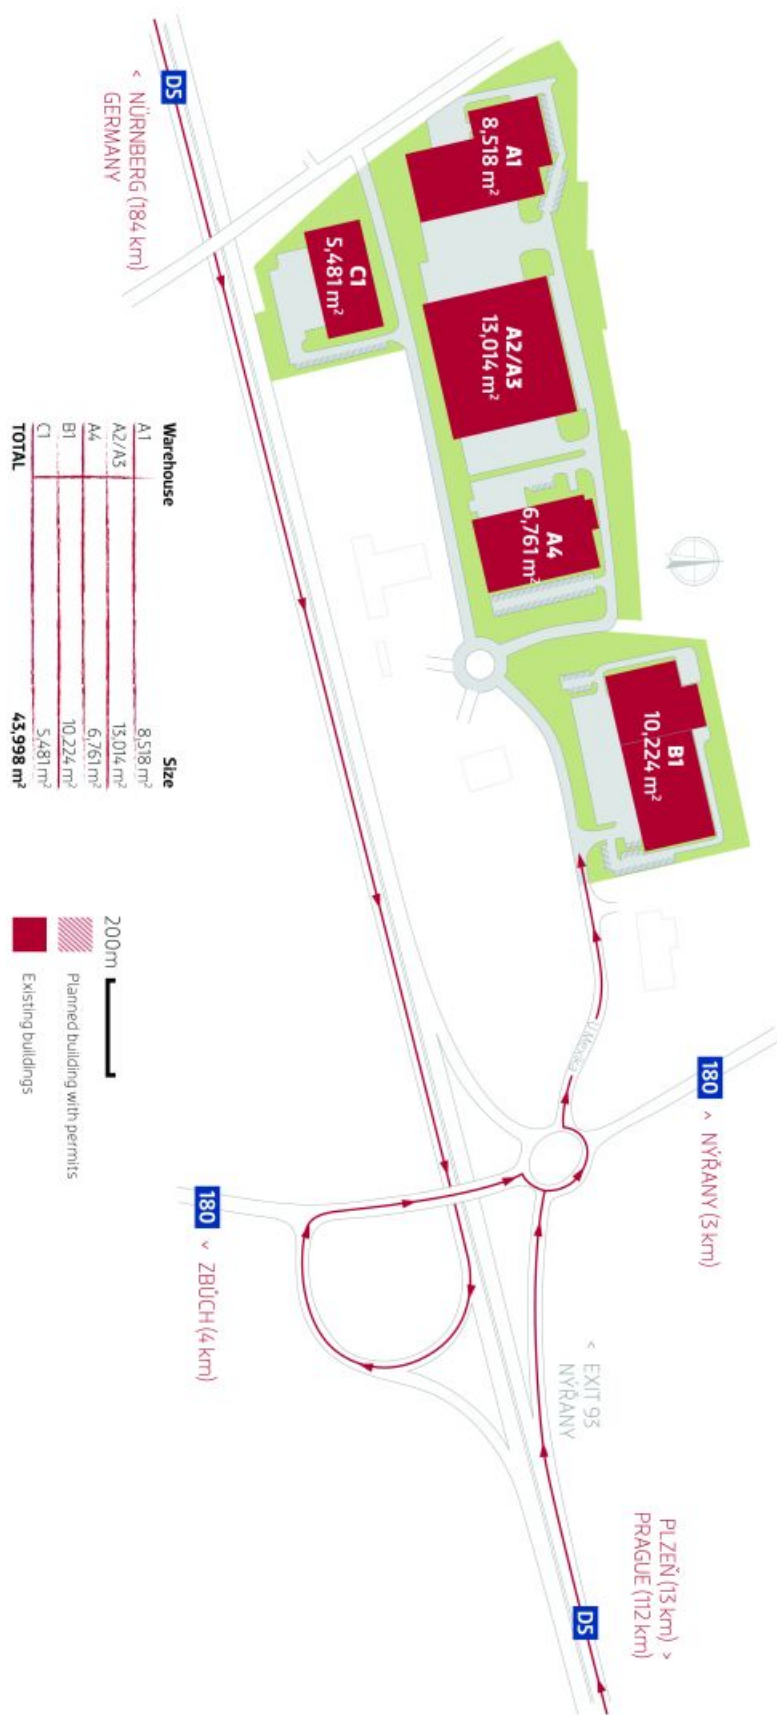 D5
< NÜRNBERG (184 km)
GERMANY
A1
8,518 m²
C1
5,481 m²
A2/A3
13,014 m²
A4
6,761 m²
B1
10,224 m²
U Mexika
180
^ NÝŘANY (3 km)
180
˅ ZBŮCH (4 km)
< EXIT 93
NÝŘANY
PLZEŇ (13 km) >
PRAGUE (112 km)
D5
Warehouse Size
A1 8,518 m²
A2/A3 13,014 m²
A4 6,761 m²
B1 10,224 m²
C1 5,481 m²
TOTAL 43,998 m²
200m
Planned building with permits
Existing buildings